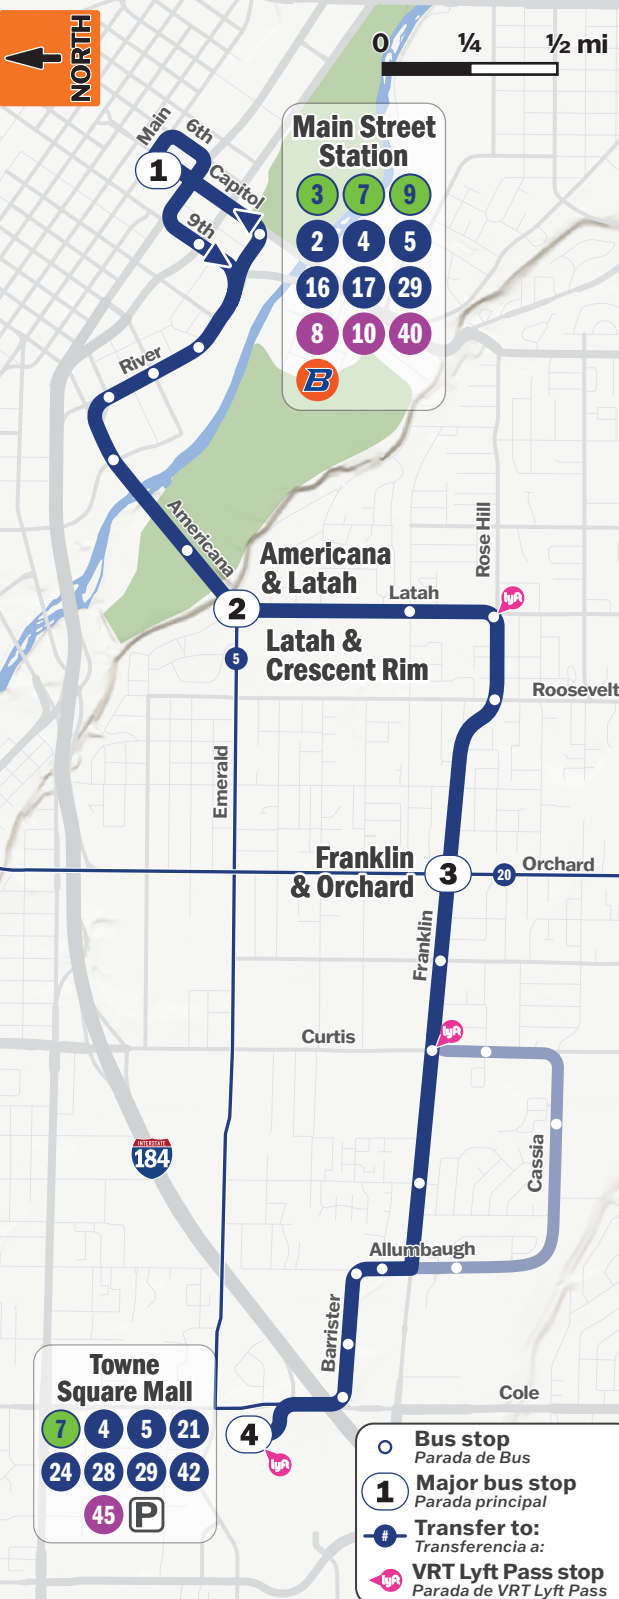 NORTH
0 ¼ ½ mi
Main
6th
1
Capitol
9th
Main Street
Station
3 7 9
2 4 5
16 17 29
8 10 40
B
River
Americana
Rose Hill
Americana
& Latah
Latah
lyft
2
Latah &
Crescent Rim
5
Roosevelt
Emerald
Franklin
& Orchard
3
20
Orchard
Franklin
lyft
Curtis
INTERSTATE
184
Cassia
Allumbaugh
Barrister
Towne
Square Mall
7 4 5 21
24 28 29 42
45 P
Cole
4
lyft
Bus stop
Parada de Bus
1
Major bus stop
Parada principal
#
Transfer to:
Transferencia a:
lyft
VRT Lyft Pass stop
Parada de VRT Lyft Pass